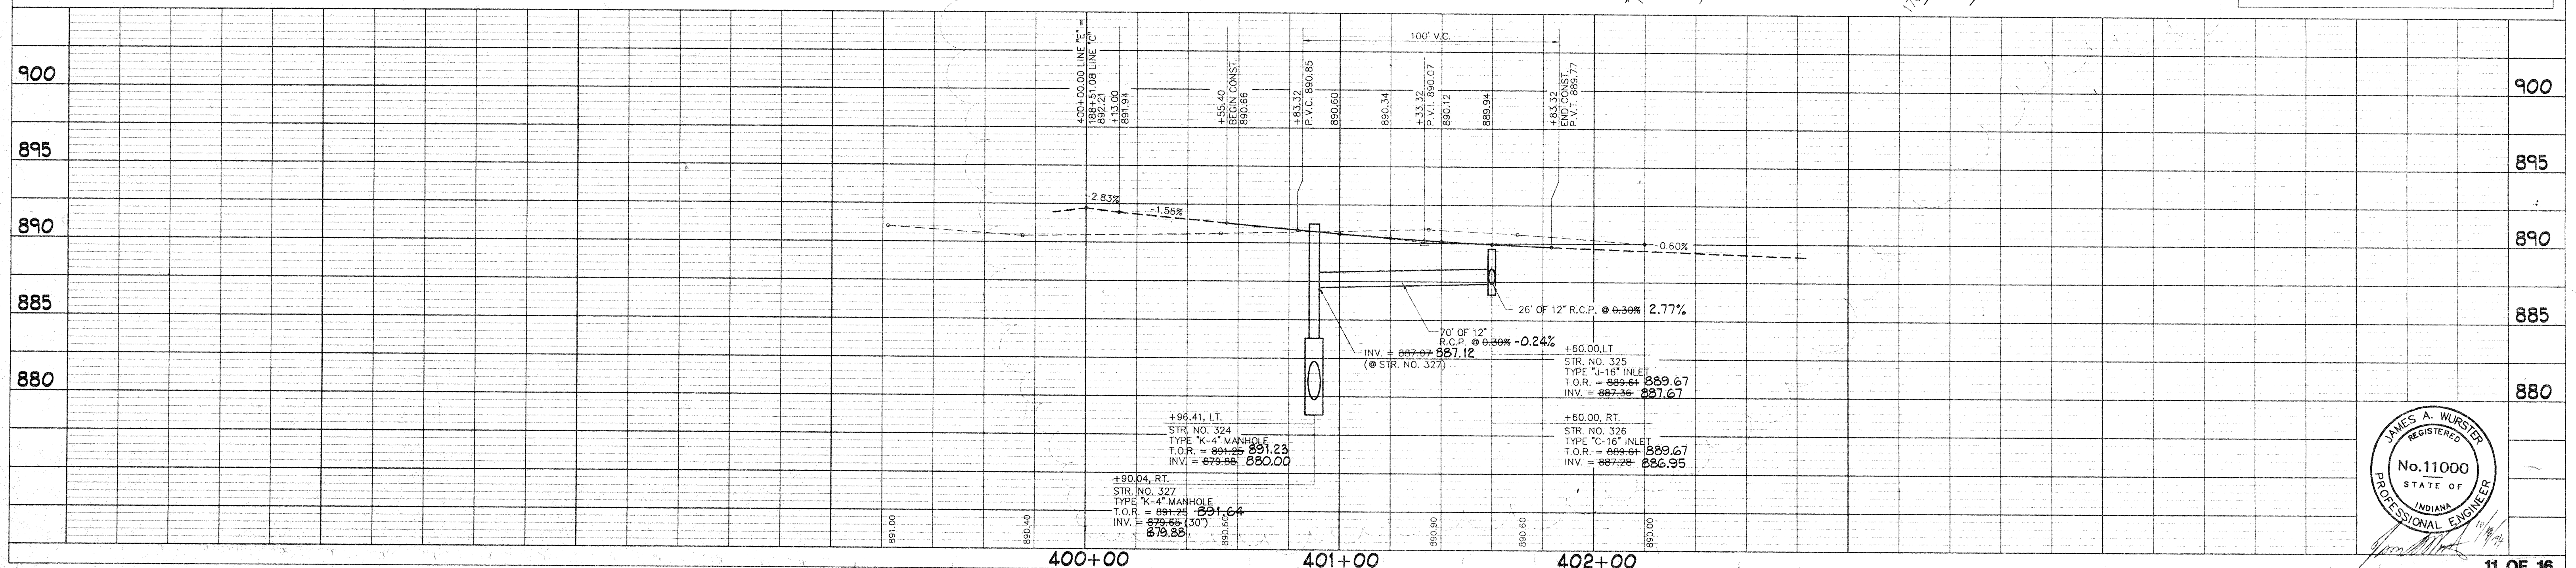 100' V.C.
400+00.00 LINE "E" =
188+51.08 LINE "C"
892.21
+13.00
891.94
+55.40
BEGIN CONST.
890.66
+83.32
P.V.C. 890.85
890.60
890.34
+33.32
P.V.I. 890.07
890.12
889.94
+83.32
END CONST.
P.V.T. 889.77
900
900
895
895
890
890
885
885
880
880
-2.83%
-1.55%
-0.60%
26' OF 12" R.C.P. @ 0.30% 2.77%
70' OF 12"
R.C.P. @ 0.30% -0.24%
INV. = 887.07 887.12
(@ STR. NO. 327)
+60.00, LT
STR. NO. 325
TYPE "J-16" INLET
T.O.R. = 889.61 889.67
INV. = 887.36 887.67
+96.41, LT.
STR. NO. 324
TYPE "K-4" MANHOLE
T.O.R. = 891.25 891.23
INV. = 879.88 880.00
+60.00, RT.
STR. NO. 326
TYPE "C-16" INLET
T.O.R. = 889.61 889.67
INV. = 887.28 886.95
+90.04, RT.
STR. NO. 327
TYPE "K-4" MANHOLE
T.O.R. = 891.25 891.64
INV. = 879.65 (30")
879.88
891.00
890.40
890.60
890.90
890.60
890.00
400+00
401+00
402+00
JAMES A. WURSTER
REGISTERED
No. 11000
STATE OF
INDIANA
PROFESSIONAL ENGINEER
11 OF 16